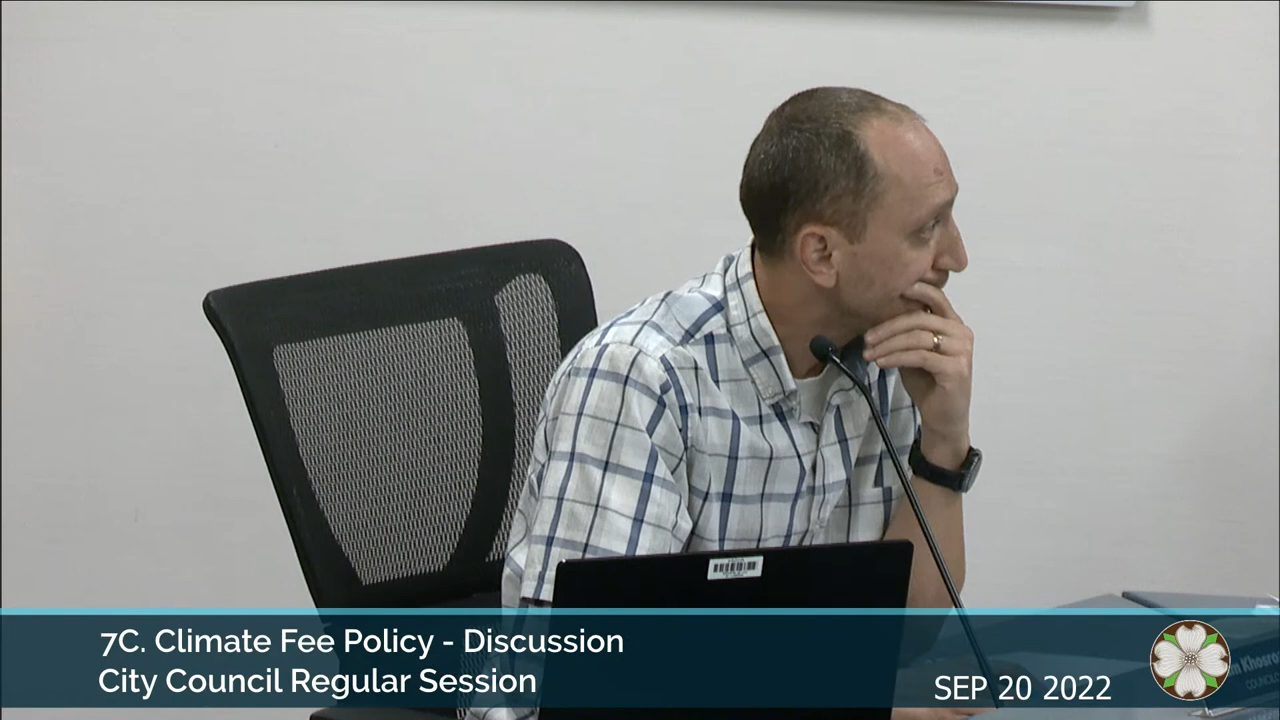 7C. Climate Fee Policy - Discussion
City Council Regular Session
SEP 20 2022